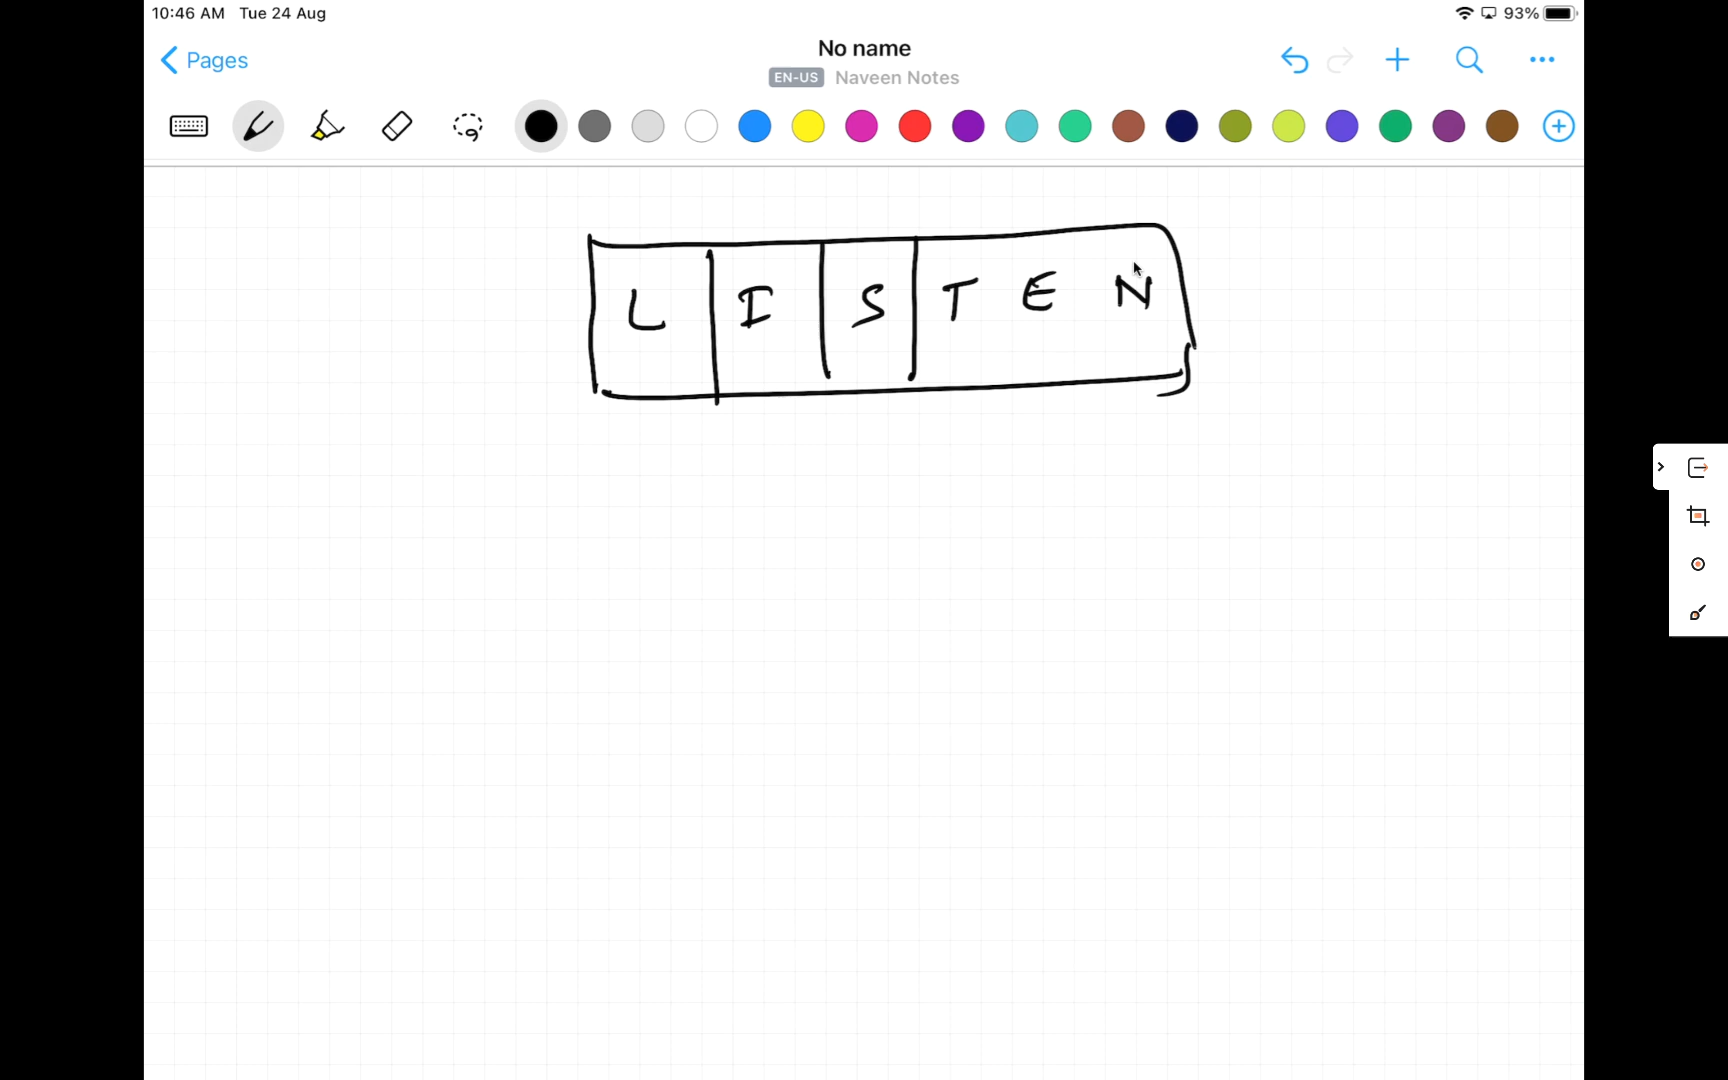 10:46 AM Tue 24 Aug 93%
Pages No name
EN-US Naveen Notes
L I S T E N